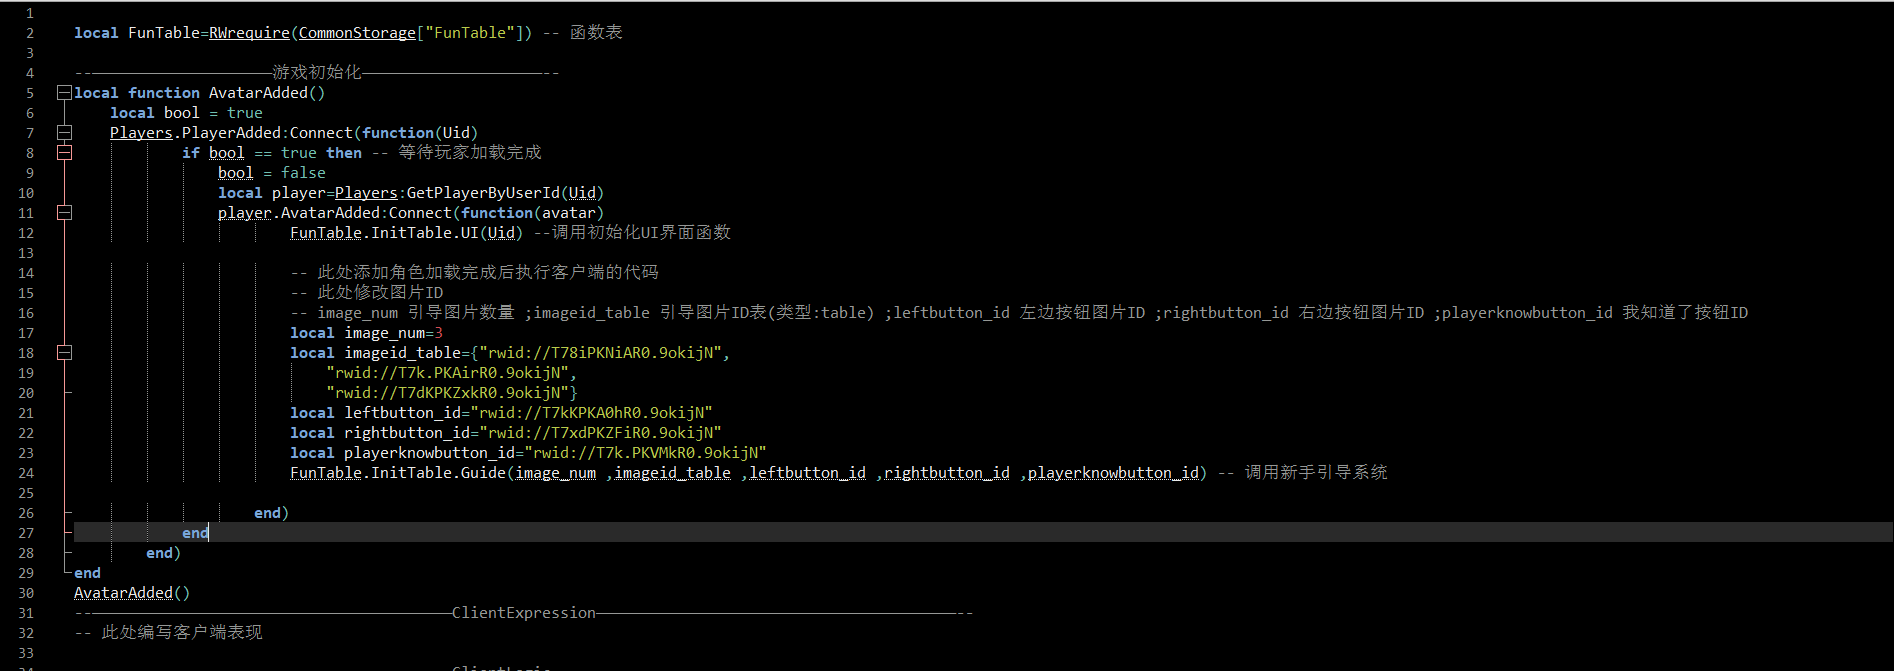 1
2 local FunTable=RWrequire(CommonStorage["FunTable"]) -- 函数表
3
4 --————————————————————游戏初始化————————————————————--
5 local function AvatarAdded()
6 local bool = true
7 Players.PlayerAdded:Connect(function(Uid)
8 if bool == true then -- 等待玩家加载完成
9 bool = false
10 local player=Players:GetPlayerByUserId(Uid)
11 player.AvatarAdded:Connect(function(avatar)
12 FunTable.InitTable.UI(Uid) --调用初始化UI界面函数
13
14 -- 此处添加角色加载完成后执行客户端的代码
15 -- 此处修改图片ID
16 -- image_num 引导图片数量 ;imageid_table 引导图片ID表(类型:table) ;leftbutton_id 左边按钮图片ID ;rightbutton_id 右边按钮图片ID ;playerknowbutton_id 我知道了按钮ID
17 local image_num=3
18 local imageid_table={"rwid://T78iPKNiAR0.9okijN",
19 "rwid://T7k.PKAirR0.9okijN",
20 "rwid://T7dKPKZxkR0.9okijN"}
21 local leftbutton_id="rwid://T7kKPKA0hR0.9okijN"
22 local rightbutton_id="rwid://T7xdPKZFiR0.9okijN"
23 local playerknowbutton_id="rwid://T7k.PKVMkR0.9okijN"
24 FunTable.InitTable.Guide(image_num ,imageid_table ,leftbutton_id ,rightbutton_id ,playerknowbutton_id) -- 调用新手引导系统
25
26 end)
27 end
28 end)
29 end
30 AvatarAdded()
31 --————————————————————————————————————————ClientExpression————————————————————————————————————————--
32 -- 此处编写客户端表现
33